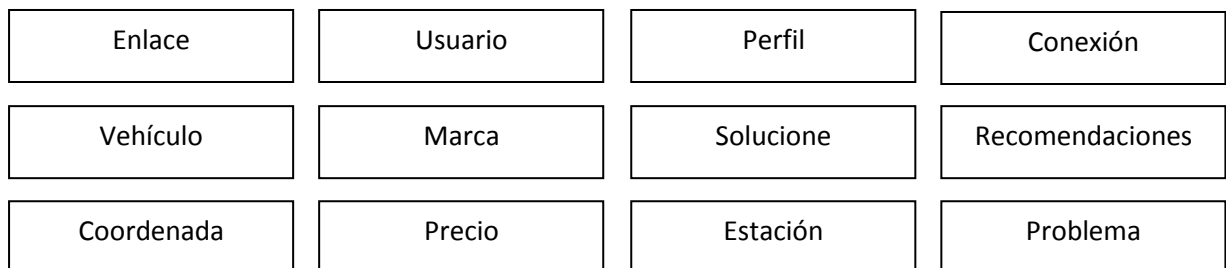 Enlace Usuario Perfil Conexión
Vehículo Marca Solucione Recomendaciones
Coordenada Precio Estación Problema